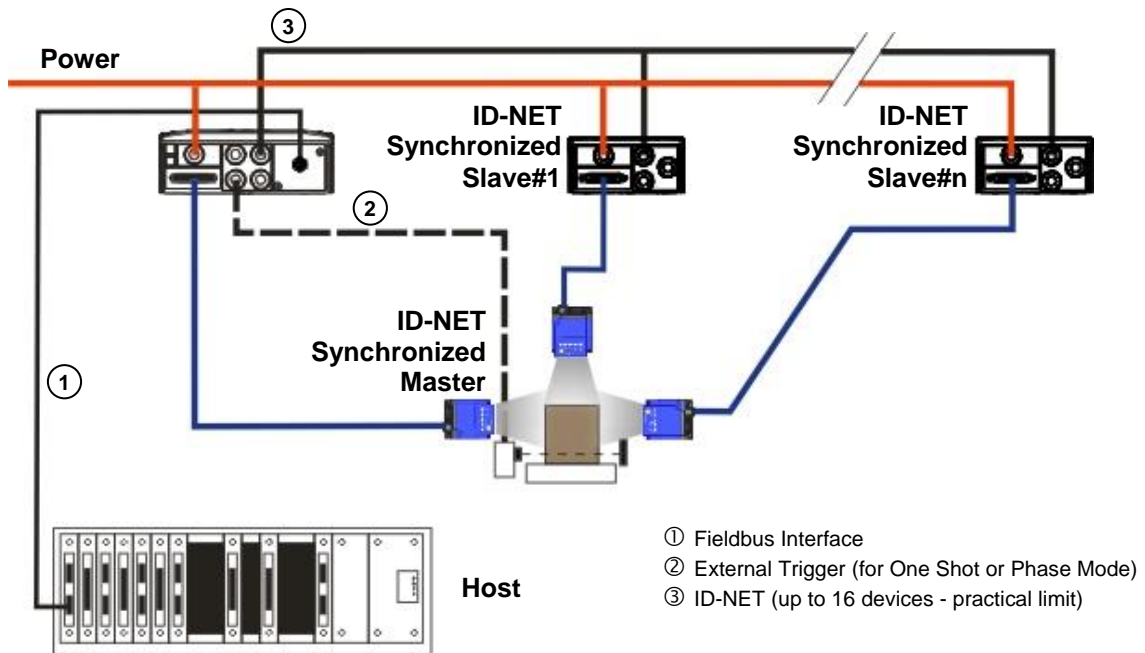 ③
Power
ID-NET
Synchronized
Slave#1
ID-NET
Synchronized
Slave#n
②
ID-NET
Synchronized
Master
①
Host
① Fieldbus Interface
② External Trigger (for One Shot or Phase Mode)
③ ID-NET (up to 16 devices - practical limit)